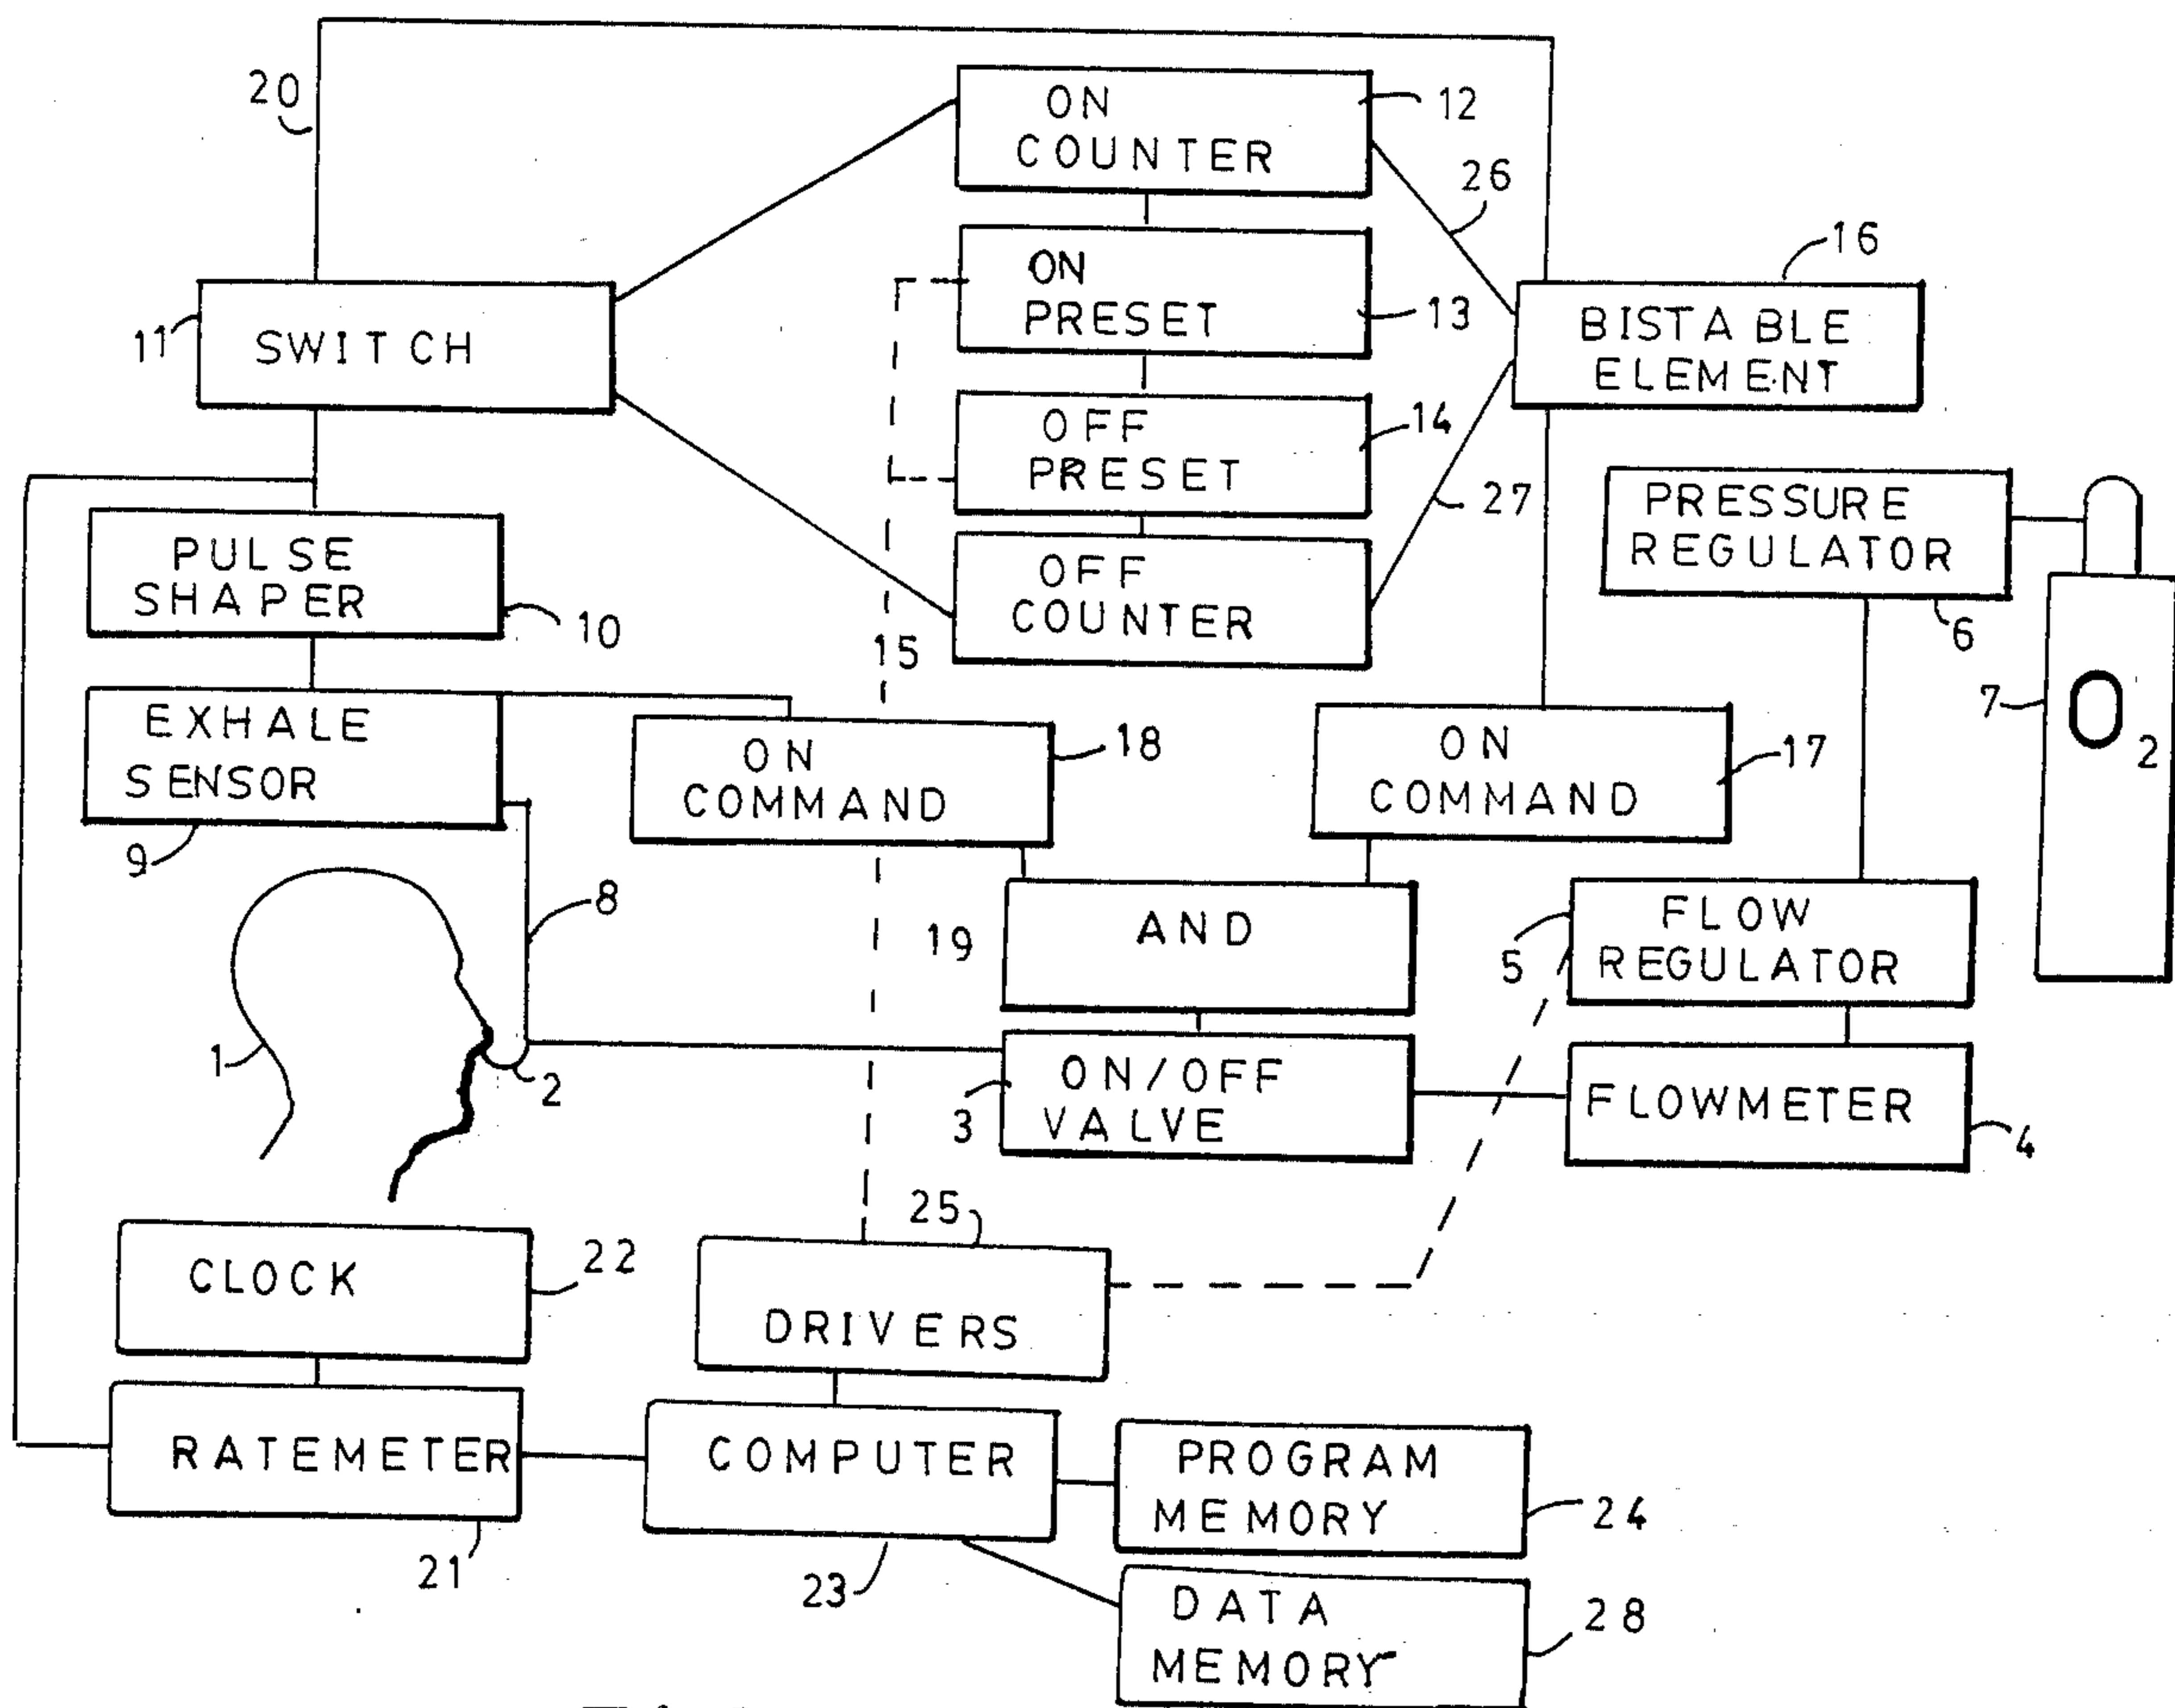 20
ON
COUNTER
12
26
16
ON
PRESET
13
11
SWITCH
BISTABLE
ELEMENT
OFF
PRESET
14
27
PRESSURE
REGULATOR
PULSE
SHAPER
10
OFF
COUNTER
15
6
7
O2
EXHALE
SENSOR
9
ON
COMMAND
18
ON
COMMAND
17
8
19
AND
5
FLOW
REGULATOR
1
2
3
ON/OFF
VALVE
FLOWMETER
4
25
CLOCK
22
DRIVERS
RATEMETER
21
COMPUTER
23
PROGRAM
MEMORY
24
DATA
MEMORY
28